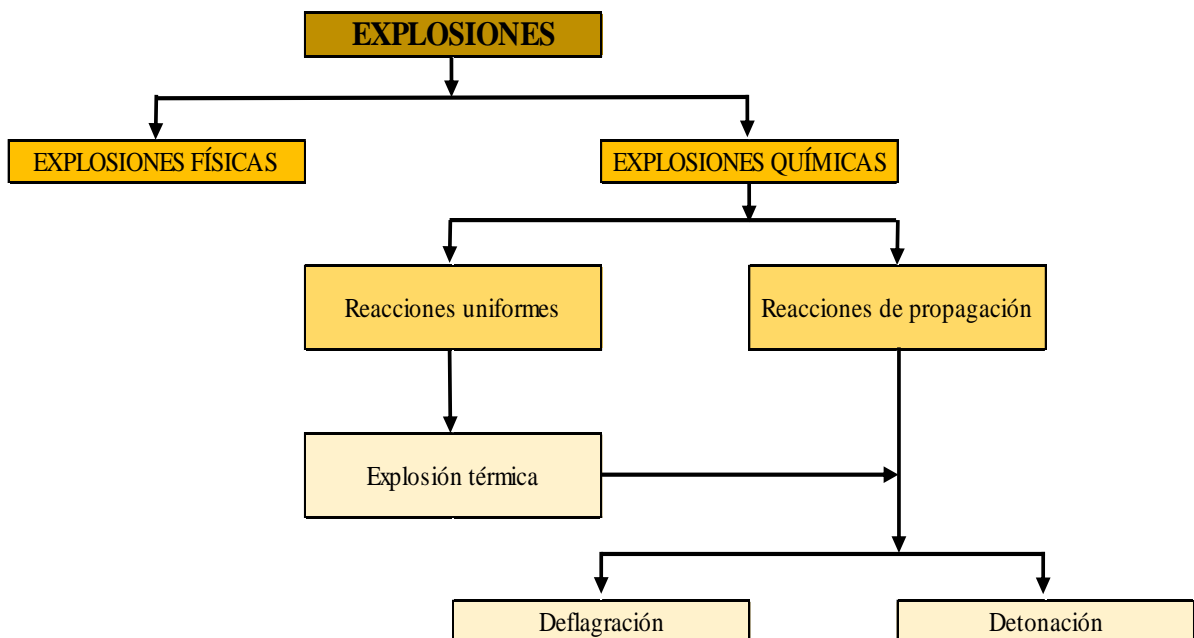 EXPLOSIONES
EXPLOSIONES FÍSICAS
EXPLOSIONES QUÍMICAS
Reacciones uniformes
Reacciones de propagación
Explosión térmica
Deflagración
Detonación